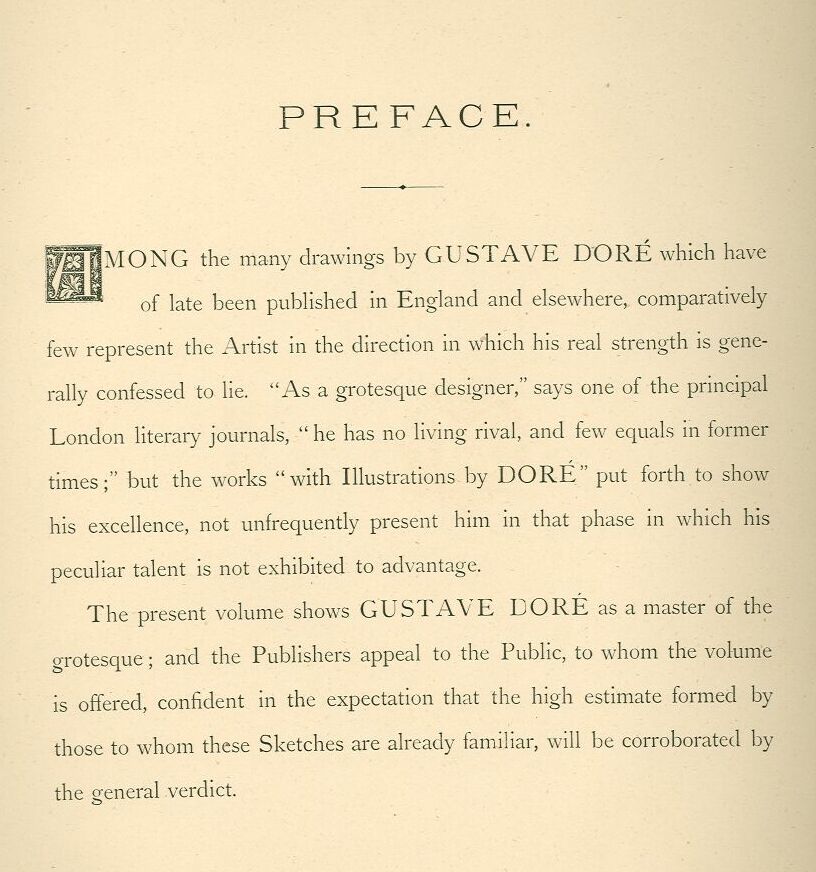 PREFACE.
AMONG the many drawings by GUSTAVE DORÉ which have
of late been published in England and elsewhere, comparatively
few represent the Artist in the direction in which his real strength is gene-
rally confessed to lie. “As a grotesque designer,” says one of the principal
London literary journals, “he has no living rival, and few equals in former
times;” but the works “with Illustrations by DORÉ” put forth to show
his excellence, not unfrequently present him in that phase in which his
peculiar talent is not exhibited to advantage.
The present volume shows GUSTAVE DORÉ as a master of the
grotesque; and the Publishers appeal to the Public, to whom the volume
is offered, confident in the expectation that the high estimate formed by
those to whom these Sketches are already familiar, will be corroborated by
the general verdict.